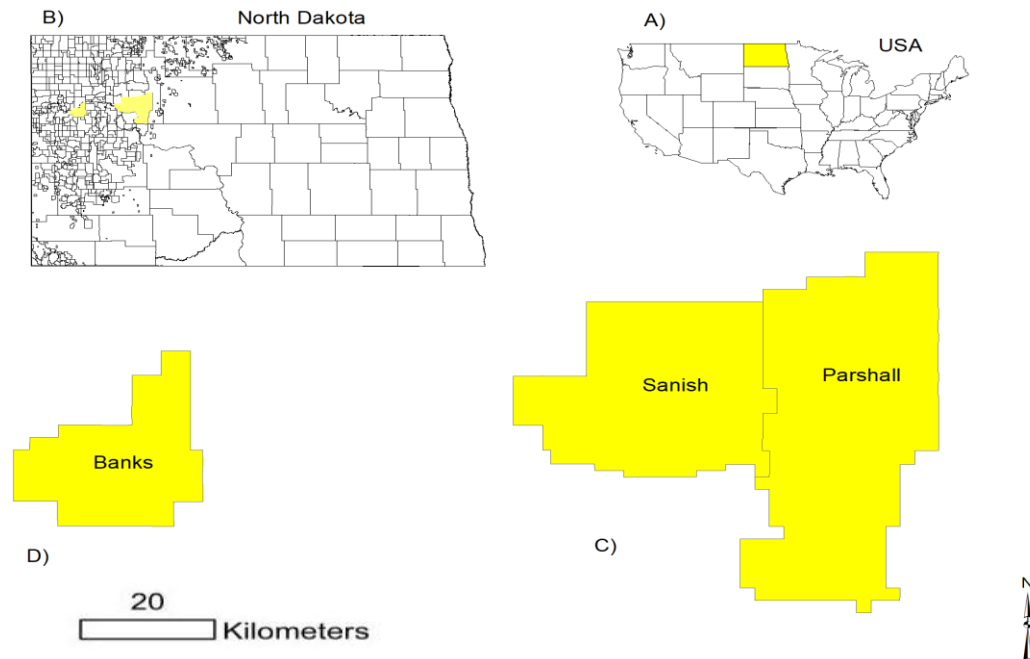 B) North Dakota A)
USA
Sanish Parshall
Banks
D) C)
20
Kilometers
N